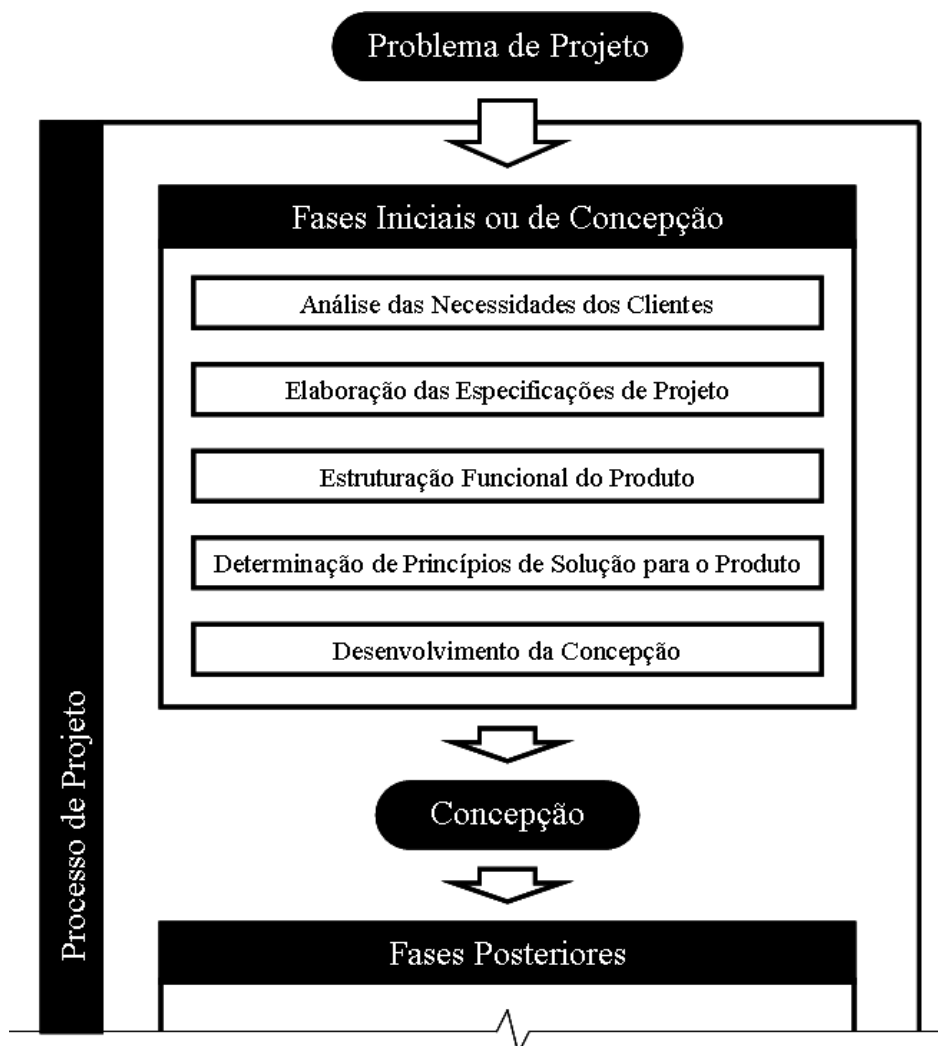 Problema de Projeto
Fases Iniciais ou de Concepção
Análise das Necessidades dos Clientes
Elaboração das Especificações de Projeto
Estruturação Funcional do Produto
Determinação de Princípios de Solução para o Produto
Desenvolvimento da Concepção
Processo de Projeto
Concepção
Fases Posteriores